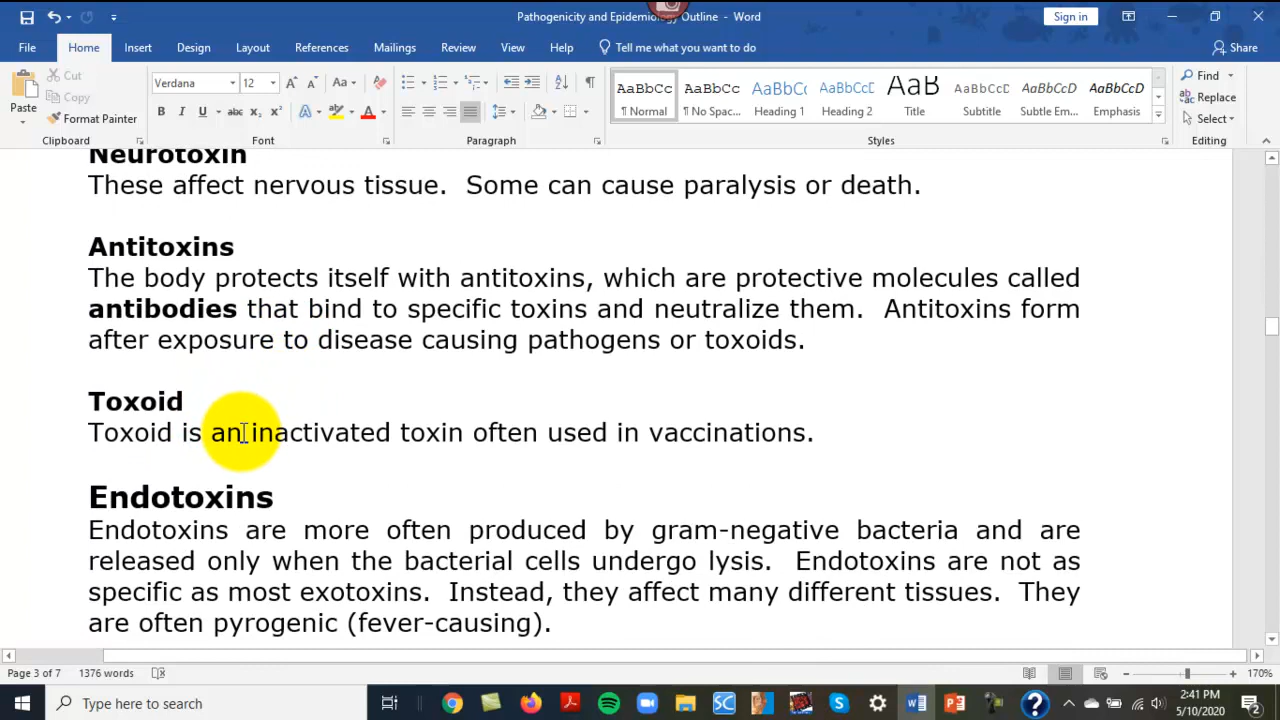 Pathogenicity and Epidemiology Outline - Word
Sign in
File Home Insert Design Layout References Mailings Review View Help Tell me what you want to do Share
Paste
Cut
Copy
Format Painter
Clipboard
Verdana 12
Font
Paragraph
AaBbCc ¶ Normal
AaBbCc ¶ No Spac...
AaBbCc Heading 1
AaBbCc Heading 2
AaB Title
AaBbCcC Subtitle
AaBbCcD Subtle Em...
AaBbCcD Emphasis
Styles
Find
Replace
Select
Editing
Neurotoxin
These affect nervous tissue. Some can cause paralysis or death.
Antitoxins
The body protects itself with antitoxins, which are protective molecules called
antibodies that bind to specific toxins and neutralize them. Antitoxins form
after exposure to disease causing pathogens or toxoids.
Toxoid
Toxoid is an inactivated toxin often used in vaccinations.
Endotoxins
Endotoxins are more often produced by gram-negative bacteria and are
released only when the bacterial cells undergo lysis. Endotoxins are not as
specific as most exotoxins. Instead, they affect many different tissues. They
are often pyrogenic (fever-causing).
Page 3 of 7 1376 words 170%
Type here to search
2:41 PM
5/10/2020